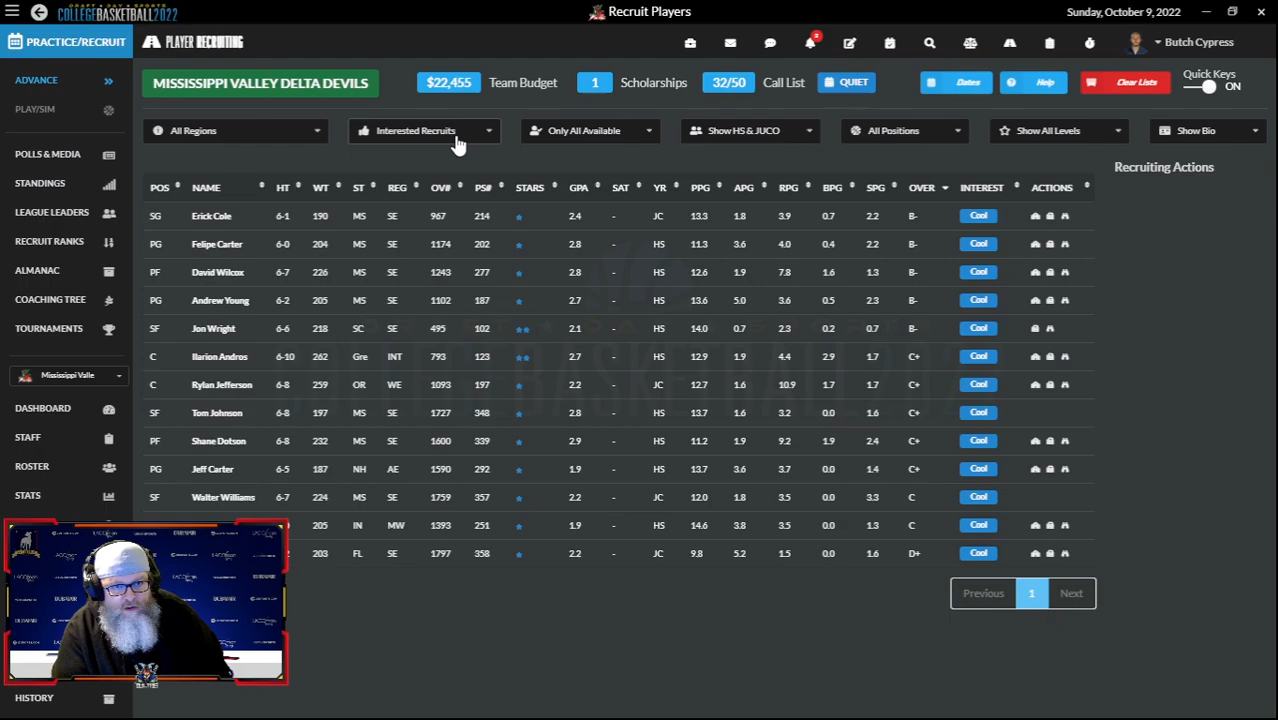 DRAFT • DAY • SPORTS
COLLEGE BASKETBALL 2022
Recruit Players
Sunday, October 9, 2022
PRACTICE/RECRUIT
PLAYER RECRUITING
2
Butch Cypress
ADVANCE
PLAY/SIM
POLLS & MEDIA
STANDINGS
LEAGUE LEADERS
RECRUIT RANKS
ALMANAC
COACHING TREE
TOURNAMENTS
Mississippi Valle
DASHBOARD
STAFF
ROSTER
STATS
HISTORY
MISSISSIPPI VALLEY DELTA DEVILS
$22,455 Team Budget 1 Scholarships 32/50 Call List QUIET Dates Help Clear Lists Quick Keys ON
All Regions Interested Recruits Only All Available Show HS & JUCO All Positions Show All Levels Show Bio
Recruiting Actions
POS NAME HT WT ST REG OV# PS# STARS GPA SAT YR PPG APG RPG BPG SPG OVER INTEREST ACTIONS
SG Erick Cole 6-1 190 MS SE 967 214 2.4 - JC 13.3 1.8 3.9 0.7 2.2 B- Cool
PG Felipe Carter 6-0 204 MS SE 1174 202 2.8 - HS 11.3 3.6 4.0 0.4 2.2 B- Cool
PF David Wilcox 6-7 226 MS SE 1243 277 2.8 - HS 12.6 1.9 7.8 1.6 1.3 B- Cool
PG Andrew Young 6-2 205 MS SE 1102 187 2.7 - HS 13.6 5.0 3.6 0.5 2.3 B- Cool
SF Jon Wright 6-6 218 SC SE 495 102 2.1 - HS 14.0 0.7 2.3 0.2 0.7 B- Cool
C Ilarion Andros 6-10 262 Gre INT 793 123 2.7 - HS 12.9 1.9 4.4 2.9 1.7 C+ Cool
C Rylan Jefferson 6-8 259 OR WE 1093 197 2.2 - JC 12.7 1.6 10.9 1.7 1.7 C+ Cool
SF Tom Johnson 6-8 197 MS SE 1727 348 2.8 - HS 13.7 1.6 3.2 0.0 1.6 C+ Cool
PF Shane Dotson 6-8 232 MS SE 1600 339 2.9 - HS 11.2 1.9 9.2 1.9 2.4 C+ Cool
PG Jeff Carter 6-5 187 NH AE 1590 292 1.9 - HS 13.7 3.6 3.7 0.0 1.4 C+ Cool
SF Walter Williams 6-7 224 MS SE 1759 357 2.2 - JC 12.0 1.8 3.5 0.0 3.3 C Cool
205 IN MW 1393 251 1.9 - HS 14.6 3.8 3.5 0.0 1.3 C Cool
203 FL SE 1797 358 2.2 - JC 9.8 5.2 1.3 0.0 1.6 D+ Cool
Previous 1 Next